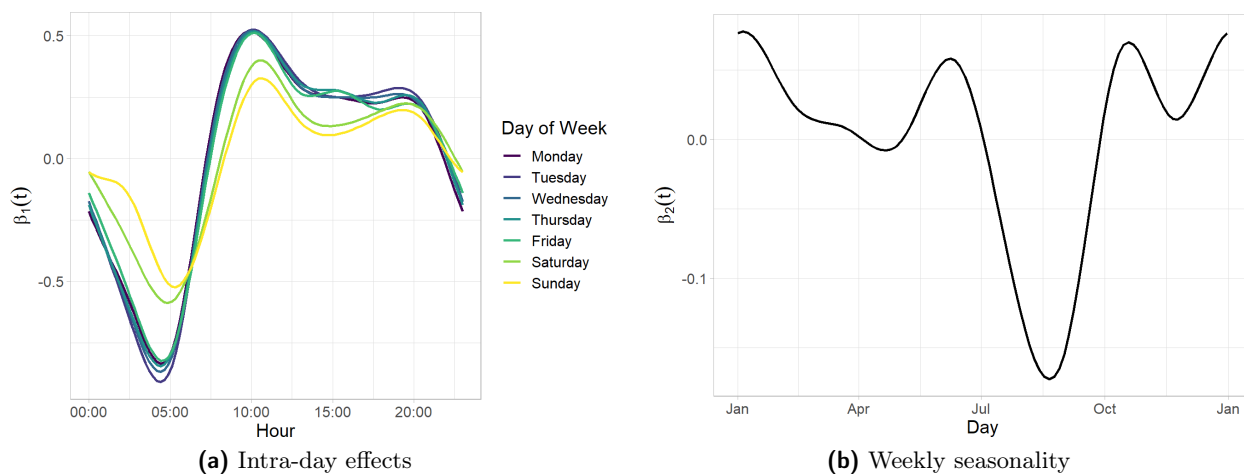 0.5
0.0
-0.5
β₁(t)
00:00 05:00 10:00 15:00 20:00
Hour
Day of Week
Monday
Tuesday
Wednesday
Thursday
Friday
Saturday
Sunday
(a) Intra-day effects
0.0
-0.1
β₂(t)
Jan Apr Jul Oct Jan
Day
(b) Weekly seasonality